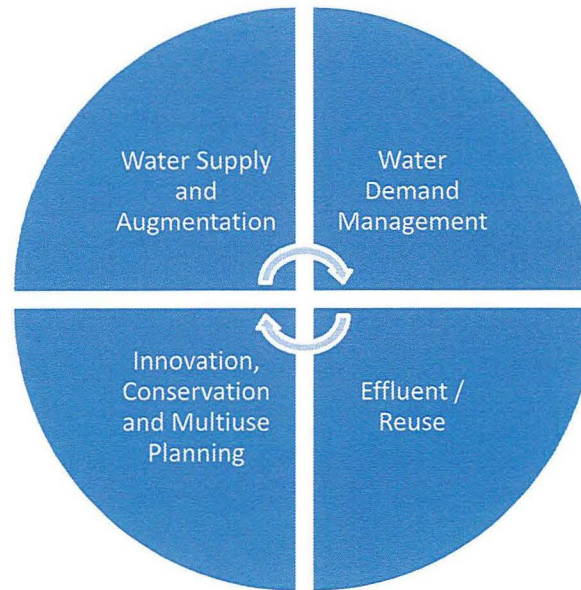 Water Supply
and
Augmentation
Water
Demand
Management
Innovation,
Conservation
and Multiuse
Planning
Effluent /
Reuse